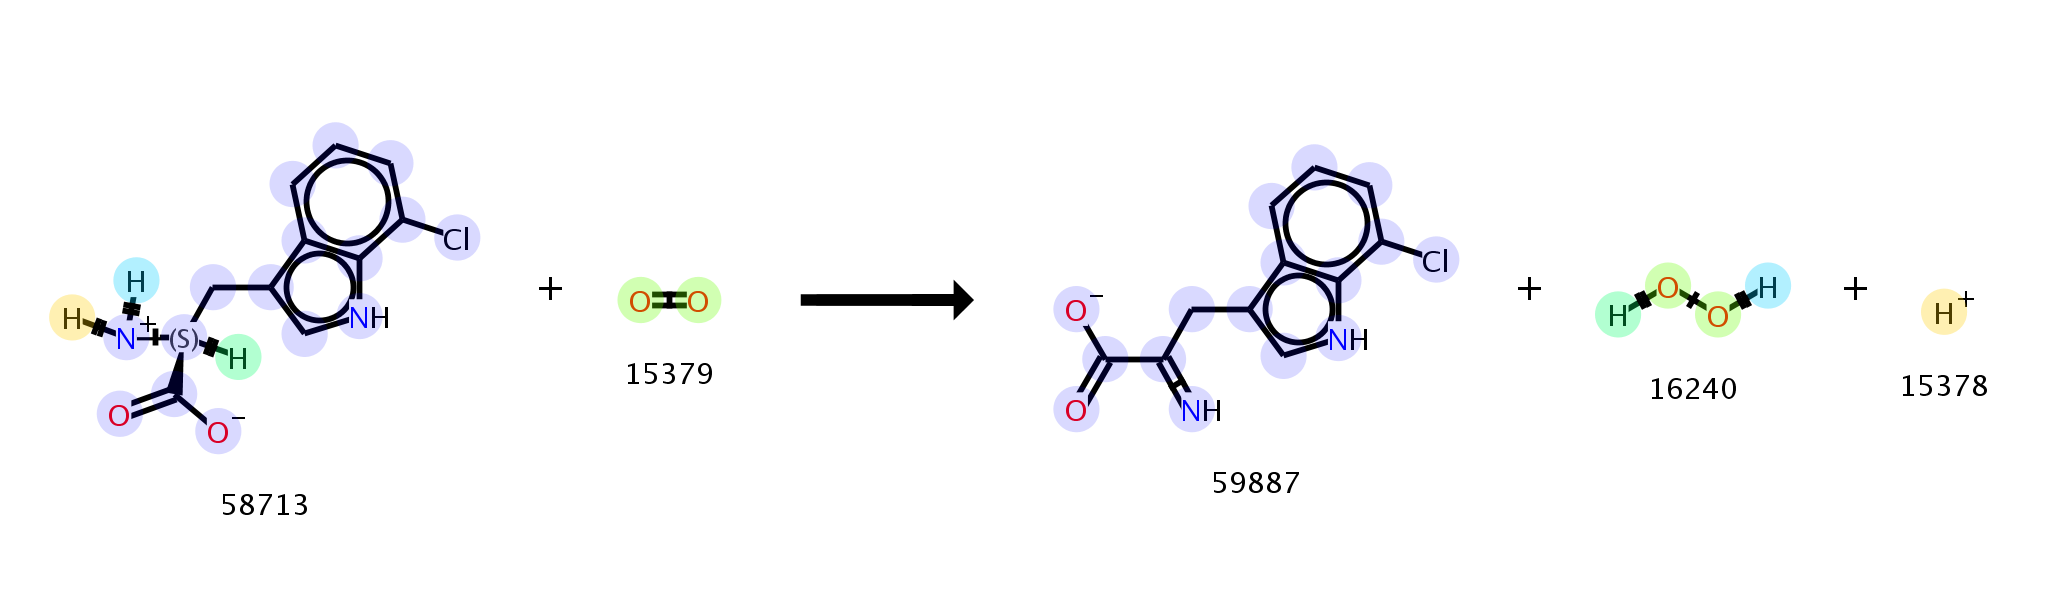 Cl
H
H
N
+
(S)
H
NH
O
O
−
58713
+
O
O
15379
Cl
O
−
O
NH
NH
59887
+
H
O
O
H
16240
+
H
+
15378